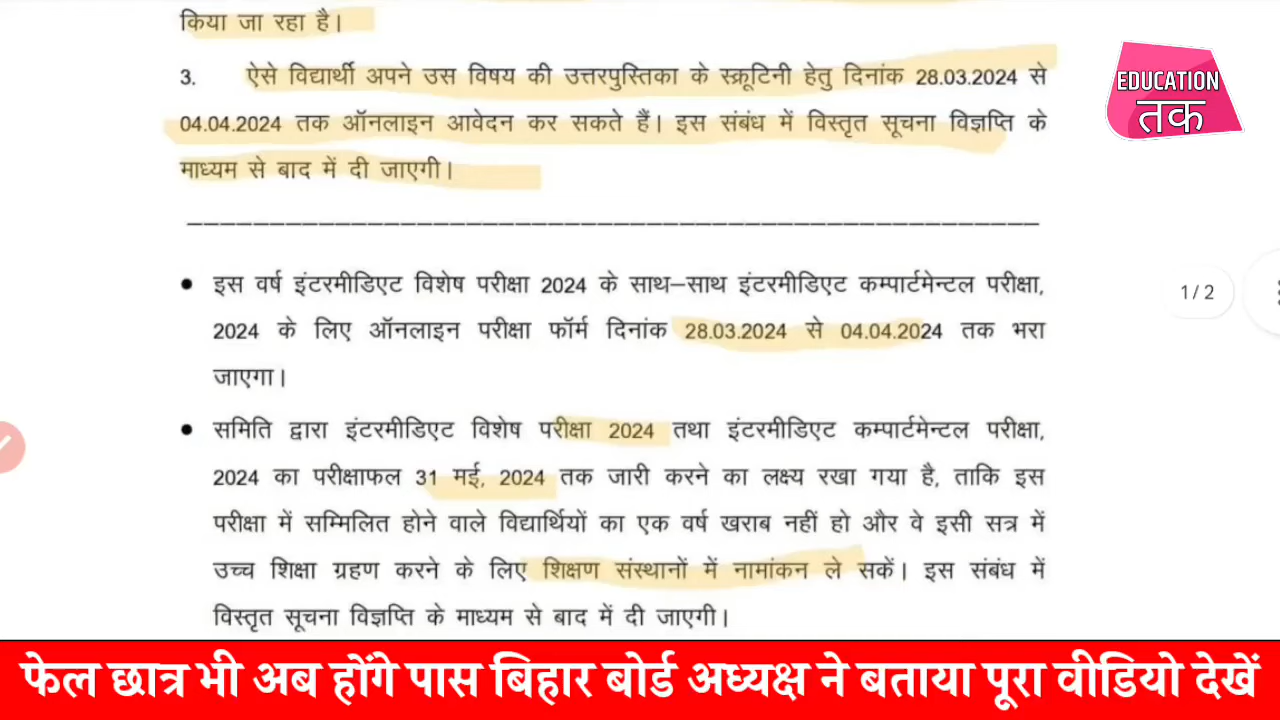 किया जा रहा है।
3. ऐसे विद्यार्थी अपने उस विषय की उत्तरपुस्तिका के स्क्रूटिनी हेतु दिनांक 28.03.2024 से
04.04.2024 तक ऑनलाइन आवेदन कर सकते हैं। इस संबंध में विस्तृत सूचना विज्ञप्ति के
माध्यम से बाद में दी जाएगी।
EDUCATION
तक
• इस वर्ष इंटरमीडिएट विशेष परीक्षा 2024 के साथ–साथ इंटरमीडिएट कम्पार्टमेन्टल परीक्षा,
2024 के लिए ऑनलाइन परीक्षा फॉर्म दिनांक 28.03.2024 से 04.04.2024 तक भरा
जाएगा।
1 / 2
• समिति द्वारा इंटरमीडिएट विशेष परीक्षा 2024 तथा इंटरमीडिएट कम्पार्टमेन्टल परीक्षा,
2024 का परीक्षाफल 31 मई, 2024 तक जारी करने का लक्ष्य रखा गया है, ताकि इस
परीक्षा में सम्मिलित होने वाले विद्यार्थियों का एक वर्ष खराब नहीं हो और वे इसी सत्र में
उच्च शिक्षा ग्रहण करने के लिए शिक्षण संस्थानों में नामांकन ले सकें। इस संबंध में
विस्तृत सूचना विज्ञप्ति के माध्यम से बाद में दी जाएगी।
फेल छात्र भी अब होंगे पास बिहार बोर्ड अध्यक्ष ने बताया पूरा वीडियो देखें